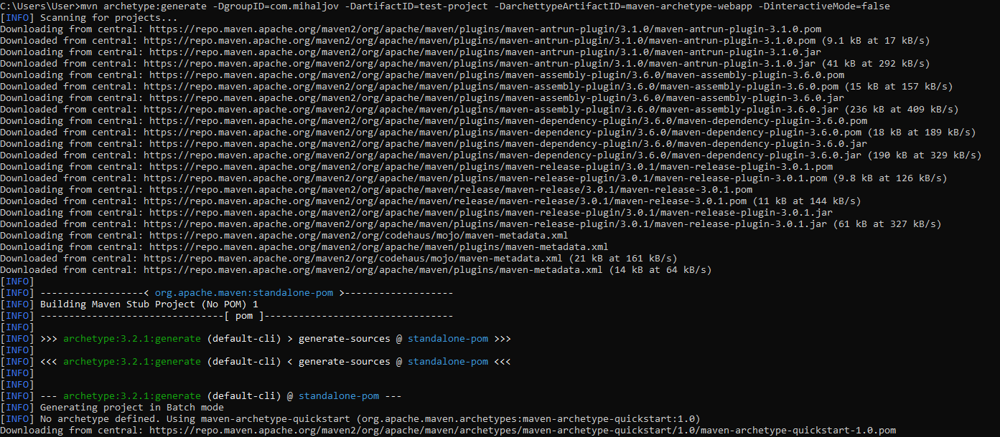 C:\Users\User>mvn archetype:generate -DgroupID=com.mihaljov -DartifactID=test-project -DarchettypeArtifactID=maven-archetype-webapp -DinteractiveMode=false
[INFO] Scanning for projects...
Downloading from central: https://repo.maven.apache.org/maven2/org/apache/maven/plugins/maven-antrun-plugin/3.1.0/maven-antrun-plugin-3.1.0.pom
Downloaded from central: https://repo.maven.apache.org/maven2/org/apache/maven/plugins/maven-antrun-plugin/3.1.0/maven-antrun-plugin-3.1.0.pom (9.1 kB at 17 kB/s)
Downloading from central: https://repo.maven.apache.org/maven2/org/apache/maven/plugins/maven-antrun-plugin/3.1.0/maven-antrun-plugin-3.1.0.jar
Downloaded from central: https://repo.maven.apache.org/maven2/org/apache/maven/plugins/maven-antrun-plugin/3.1.0/maven-antrun-plugin-3.1.0.jar (41 kB at 292 kB/s)
Downloading from central: https://repo.maven.apache.org/maven2/org/apache/maven/plugins/maven-assembly-plugin/3.6.0/maven-assembly-plugin-3.6.0.pom
Downloaded from central: https://repo.maven.apache.org/maven2/org/apache/maven/plugins/maven-assembly-plugin/3.6.0/maven-assembly-plugin-3.6.0.pom (15 kB at 157 kB/s)
Downloading from central: https://repo.maven.apache.org/maven2/org/apache/maven/plugins/maven-assembly-plugin/3.6.0/maven-assembly-plugin-3.6.0.jar
Downloaded from central: https://repo.maven.apache.org/maven2/org/apache/maven/plugins/maven-assembly-plugin/3.6.0/maven-assembly-plugin-3.6.0.jar (236 kB at 409 kB/s)
Downloading from central: https://repo.maven.apache.org/maven2/org/apache/maven/plugins/maven-dependency-plugin/3.6.0/maven-dependency-plugin-3.6.0.pom
Downloaded from central: https://repo.maven.apache.org/maven2/org/apache/maven/plugins/maven-dependency-plugin/3.6.0/maven-dependency-plugin-3.6.0.pom (18 kB at 189 kB/s)
Downloading from central: https://repo.maven.apache.org/maven2/org/apache/maven/plugins/maven-dependency-plugin/3.6.0/maven-dependency-plugin-3.6.0.jar
Downloaded from central: https://repo.maven.apache.org/maven2/org/apache/maven/plugins/maven-dependency-plugin/3.6.0/maven-dependency-plugin-3.6.0.jar (190 kB at 329 kB/s)
Downloading from central: https://repo.maven.apache.org/maven2/org/apache/maven/plugins/maven-release-plugin/3.0.1/maven-release-plugin-3.0.1.pom
Downloaded from central: https://repo.maven.apache.org/maven2/org/apache/maven/plugins/maven-release-plugin/3.0.1/maven-release-plugin-3.0.1.pom (9.8 kB at 126 kB/s)
Downloading from central: https://repo.maven.apache.org/maven2/org/apache/maven/release/maven-release/3.0.1/maven-release-3.0.1.pom
Downloaded from central: https://repo.maven.apache.org/maven2/org/apache/maven/release/maven-release/3.0.1/maven-release-3.0.1.pom (11 kB at 144 kB/s)
Downloading from central: https://repo.maven.apache.org/maven2/org/apache/maven/plugins/maven-release-plugin/3.0.1/maven-release-plugin-3.0.1.jar
Downloaded from central: https://repo.maven.apache.org/maven2/org/apache/maven/plugins/maven-release-plugin/3.0.1/maven-release-plugin-3.0.1.jar (61 kB at 327 kB/s)
Downloading from central: https://repo.maven.apache.org/maven2/org/codehaus/mojo/maven-metadata.xml
Downloading from central: https://repo.maven.apache.org/maven2/org/apache/maven/plugins/maven-metadata.xml
Downloaded from central: https://repo.maven.apache.org/maven2/org/codehaus/mojo/maven-metadata.xml (21 kB at 161 kB/s)
Downloaded from central: https://repo.maven.apache.org/maven2/org/apache/maven/plugins/maven-metadata.xml (14 kB at 64 kB/s)
[INFO]
[INFO] ------------------< org.apache.maven:standalone-pom >-------------------
[INFO] Building Maven Stub Project (No POM) 1
[INFO] --------------------------------[ pom ]---------------------------------
[INFO]
[INFO] >>> archetype:3.2.1:generate (default-cli) > generate-sources @ standalone-pom >>>
[INFO]
[INFO] <<< archetype:3.2.1:generate (default-cli) < generate-sources @ standalone-pom <<<
[INFO]
[INFO]
[INFO] --- archetype:3.2.1:generate (default-cli) @ standalone-pom ---
[INFO] Generating project in Batch mode
[INFO] No archetype defined. Using maven-archetype-quickstart (org.apache.maven.archetypes:maven-archetype-quickstart:1.0)
Downloading from central: https://repo.maven.apache.org/maven2/org/apache/maven/archetypes/maven-archetype-quickstart/1.0/maven-archetype-quickstart-1.0.pom